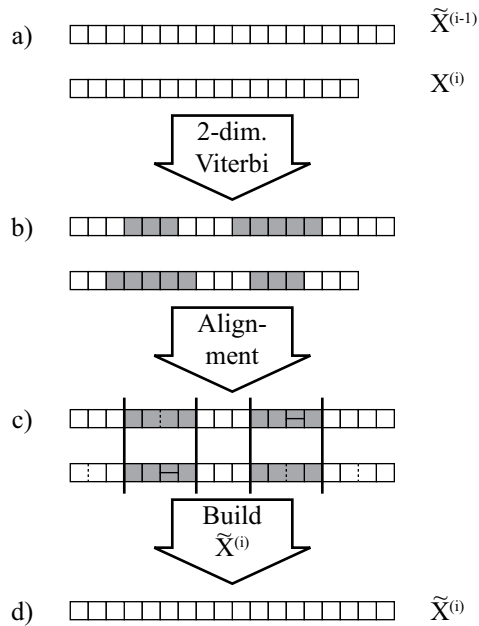 a) X̃(i-1)
X(i)
2-dim.
Viterbi
b)
Align-
ment
c)
Build
X̃(i)
d) X̃(i)